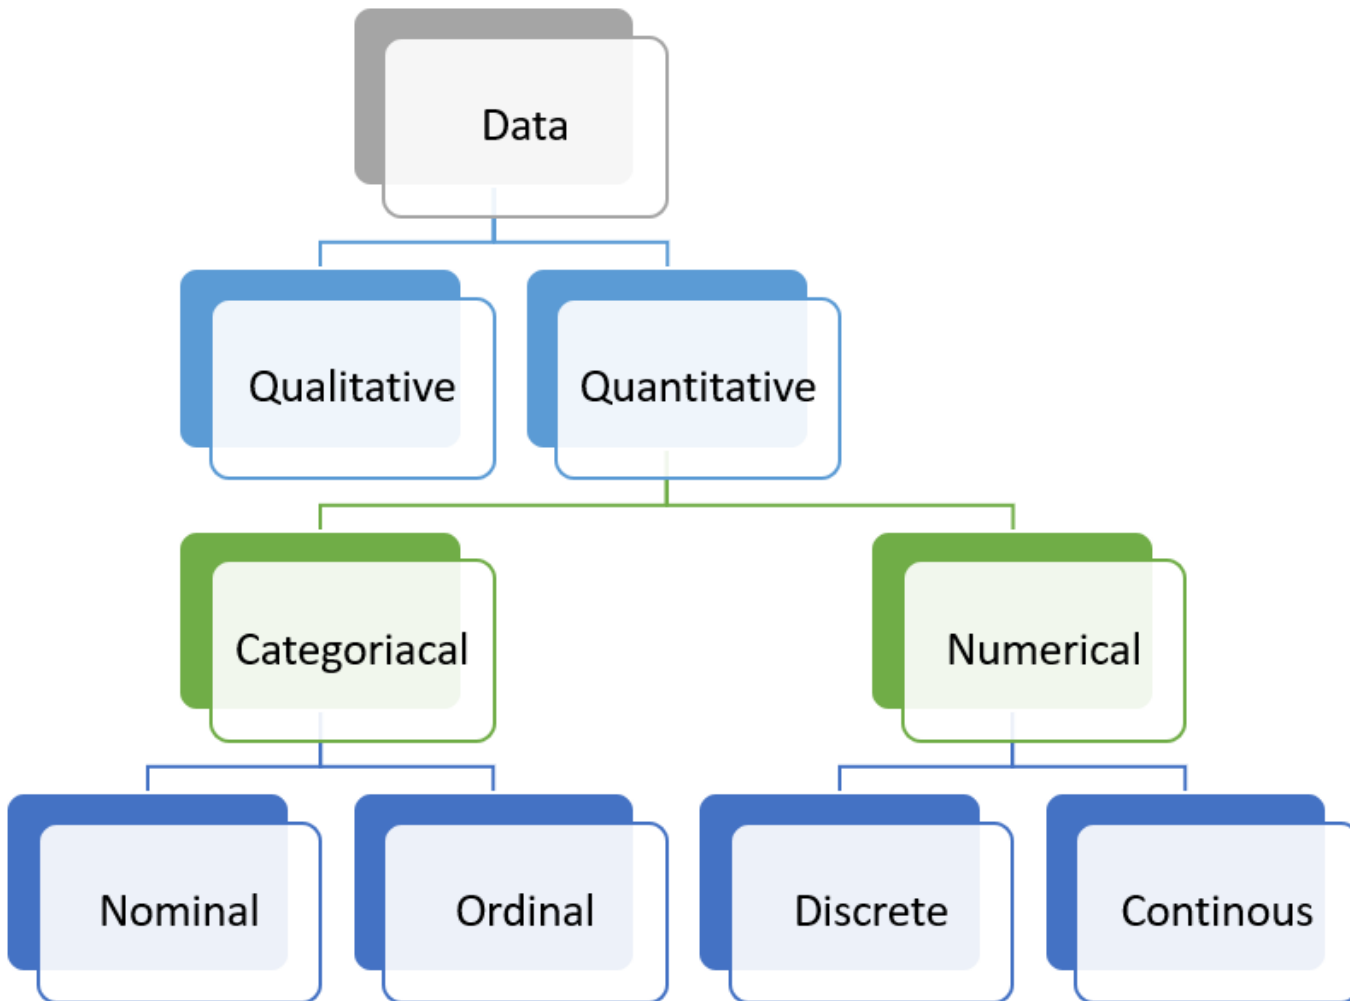 Data
Qualitative
Quantitative
Categoriacal
Numerical
Nominal
Ordinal
Discrete
Continous